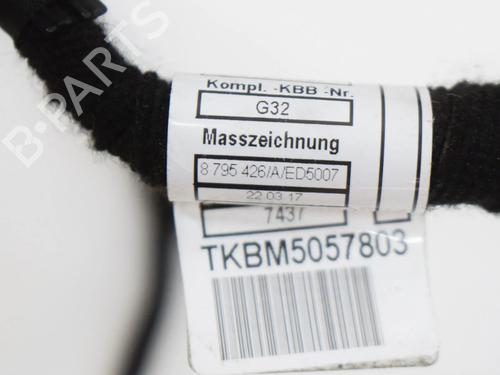 Kompl. -KBB -Nr.
G32
Masszeichnung
8 795 426/A/ED5007
22.03.17
7437
TKBM5057803
B-PARTS